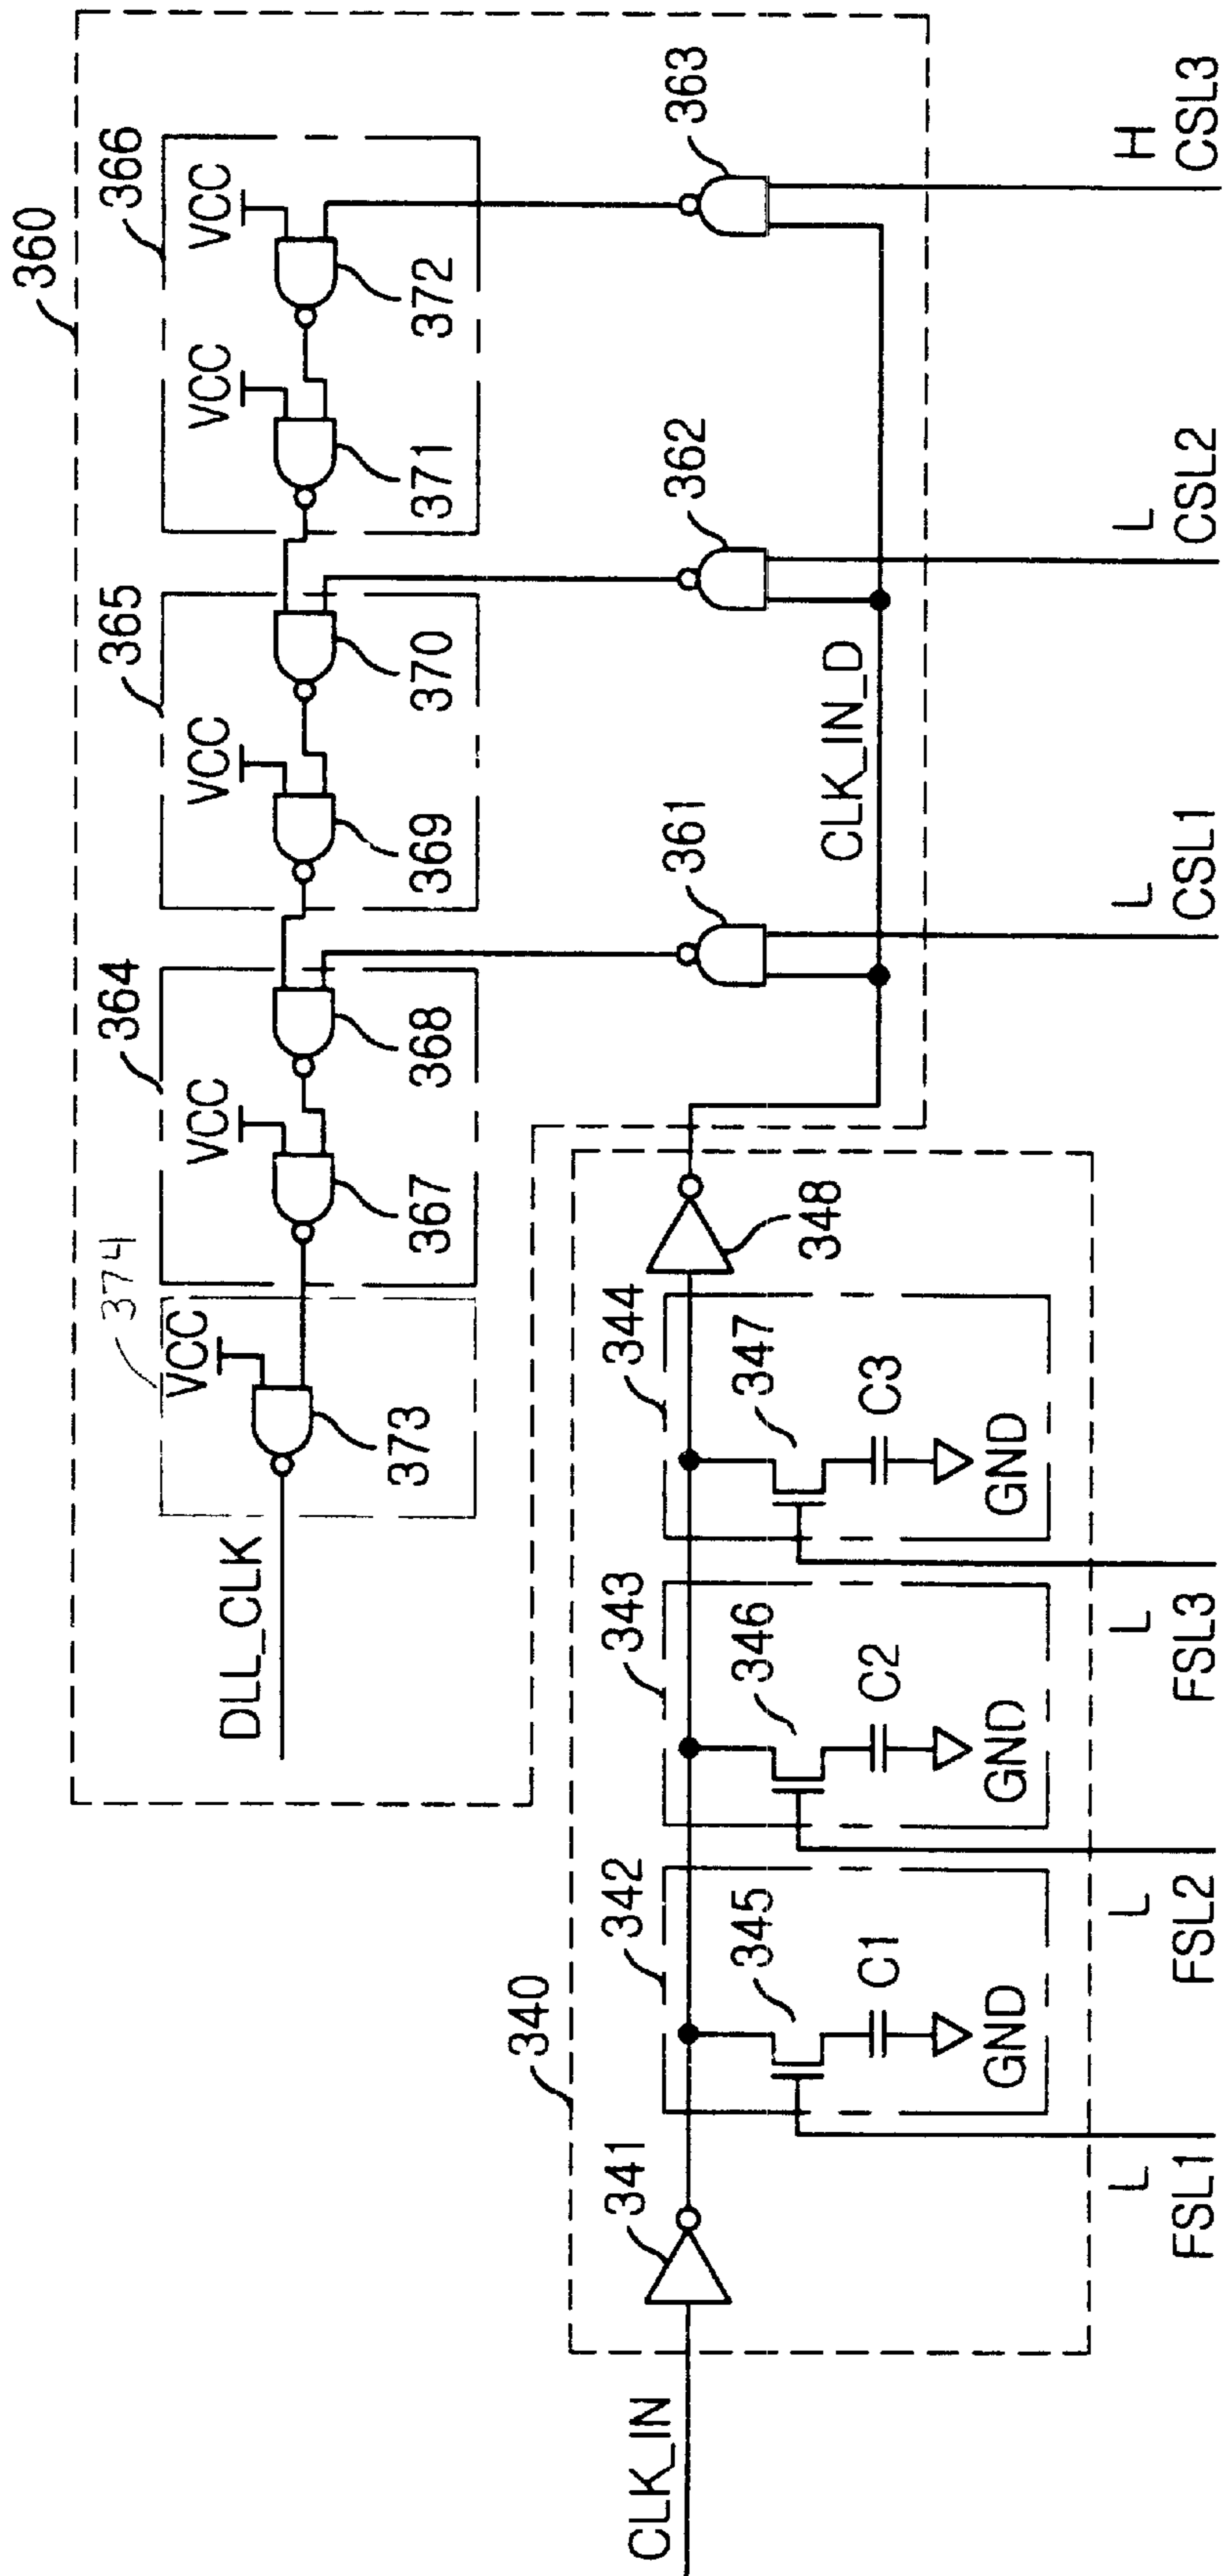 360
366
VCC
372
VCC
371
365
370
VCC
369
364
368
VCC
367
374
VCC
373
DLL_CLK
363
362
361
CLK_IN_D
H
CSL3
L
CSL2
L
CSL1
340
348
344
347
C3
GND
343
346
C2
GND
342
345
C1
GND
341
CLK_IN
L
FSL3
L
FSL2
L
FSL1